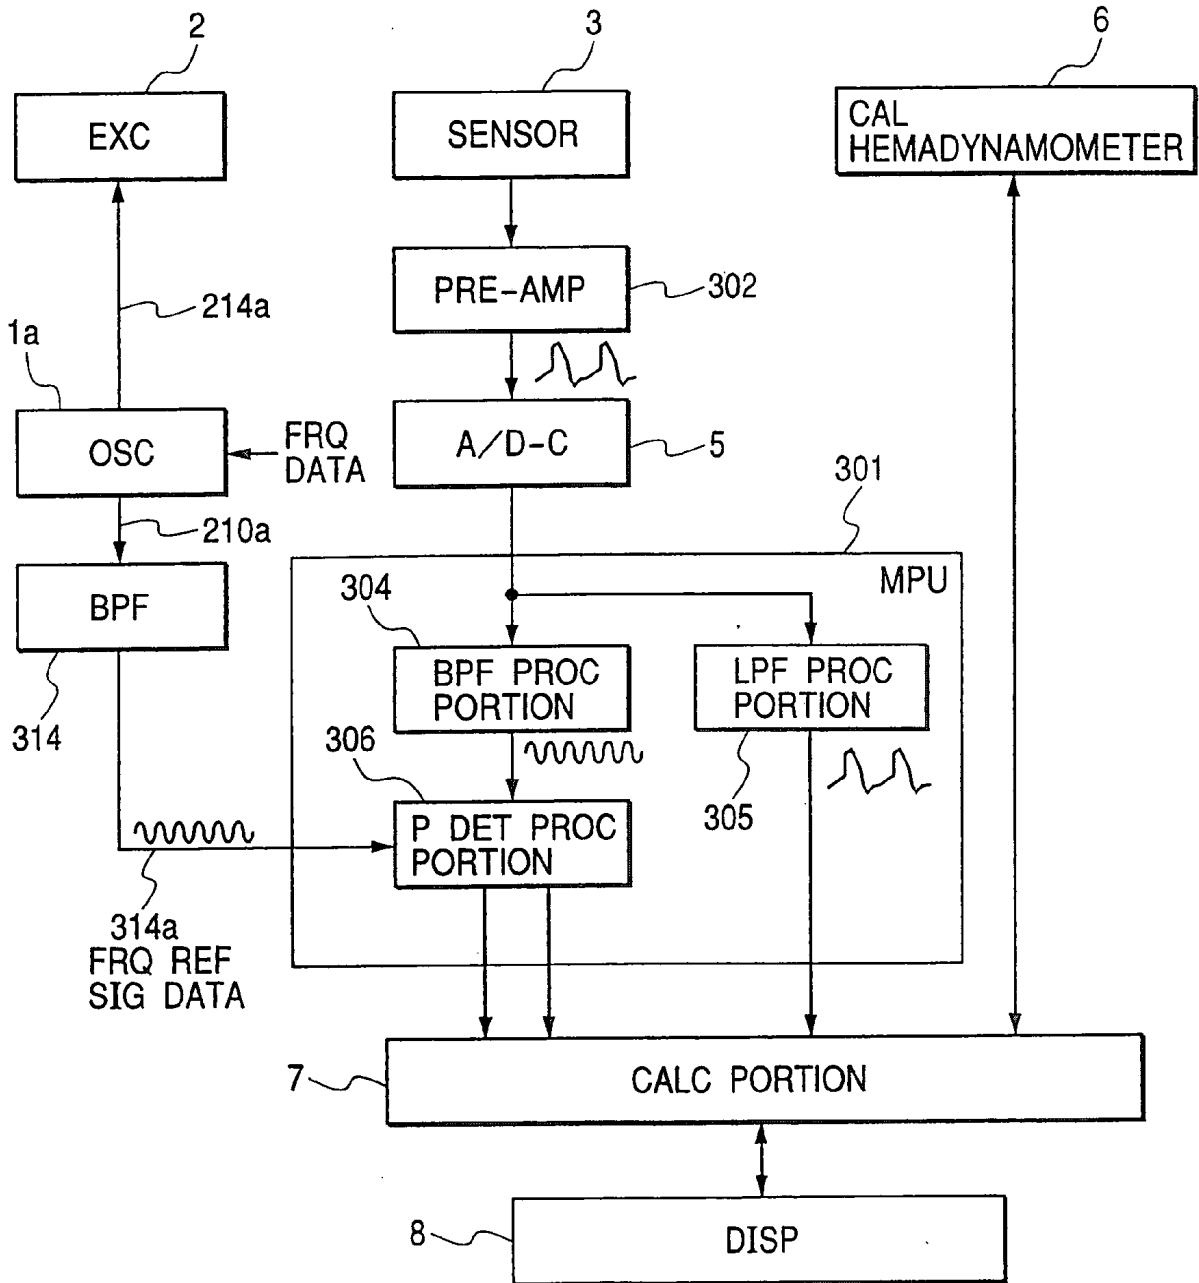 2
3
6
EXC
SENSOR
CAL
HEMADYNAMOMETER
PRE-AMP
302
214a
1a
OSC
FRQ
DATA
A/D-C
5
210a
301
BPF
MPU
304
BPF PROC
PORTION
LPF PROC
PORTION
314
306
305
P DET PROC
PORTION
314a
FRQ REF
SIG DATA
7
CALC PORTION
8
DISP